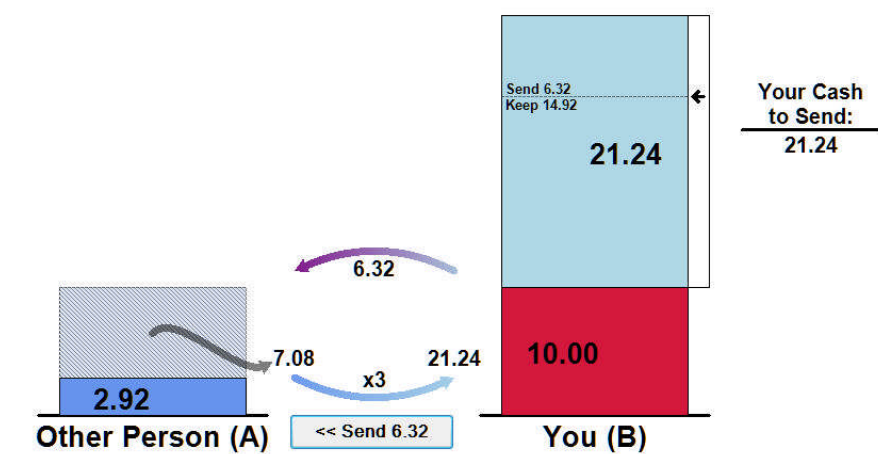 Send 6.32
Keep 14.92
21.24
Your Cash
to Send:
21.24
6.32
7.08
x3
21.24
10.00
2.92
Other Person (A)
<< Send 6.32
You (B)